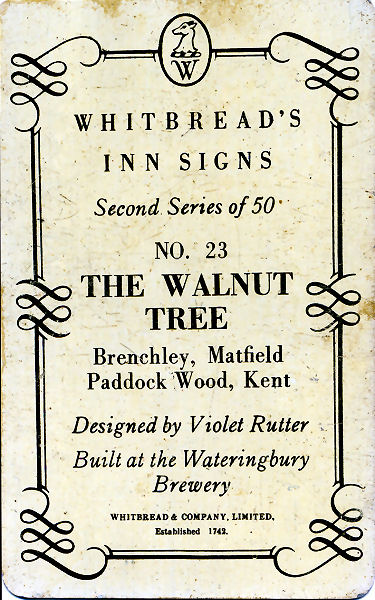 W
WHITBREAD'S
INN SIGNS
Second Series of 50
NO. 23
THE WALNUT
TREE
Brenchley, Matfield
Paddock Wood, Kent
Designed by Violet Rutter
Built at the Wateringbury
Brewery
WHITBREAD & COMPANY, LIMITED,
Established 1742.